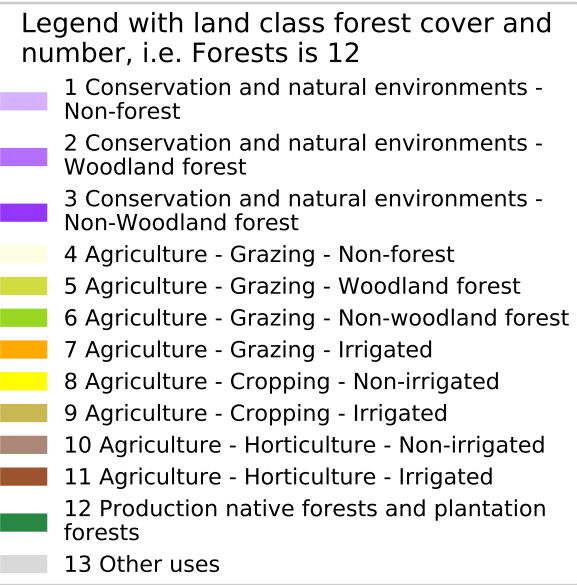 Legend with land class forest cover and
number, i.e. Forests is 12
1 Conservation and natural environments -
Non-forest
2 Conservation and natural environments -
Woodland forest
3 Conservation and natural environments -
Non-Woodland forest
4 Agriculture - Grazing - Non-forest
5 Agriculture - Grazing - Woodland forest
6 Agriculture - Grazing - Non-woodland forest
7 Agriculture - Grazing - Irrigated
8 Agriculture - Cropping - Non-irrigated
9 Agriculture - Cropping - Irrigated
10 Agriculture - Horticulture - Non-irrigated
11 Agriculture - Horticulture - Irrigated
12 Production native forests and plantation
forests
13 Other uses